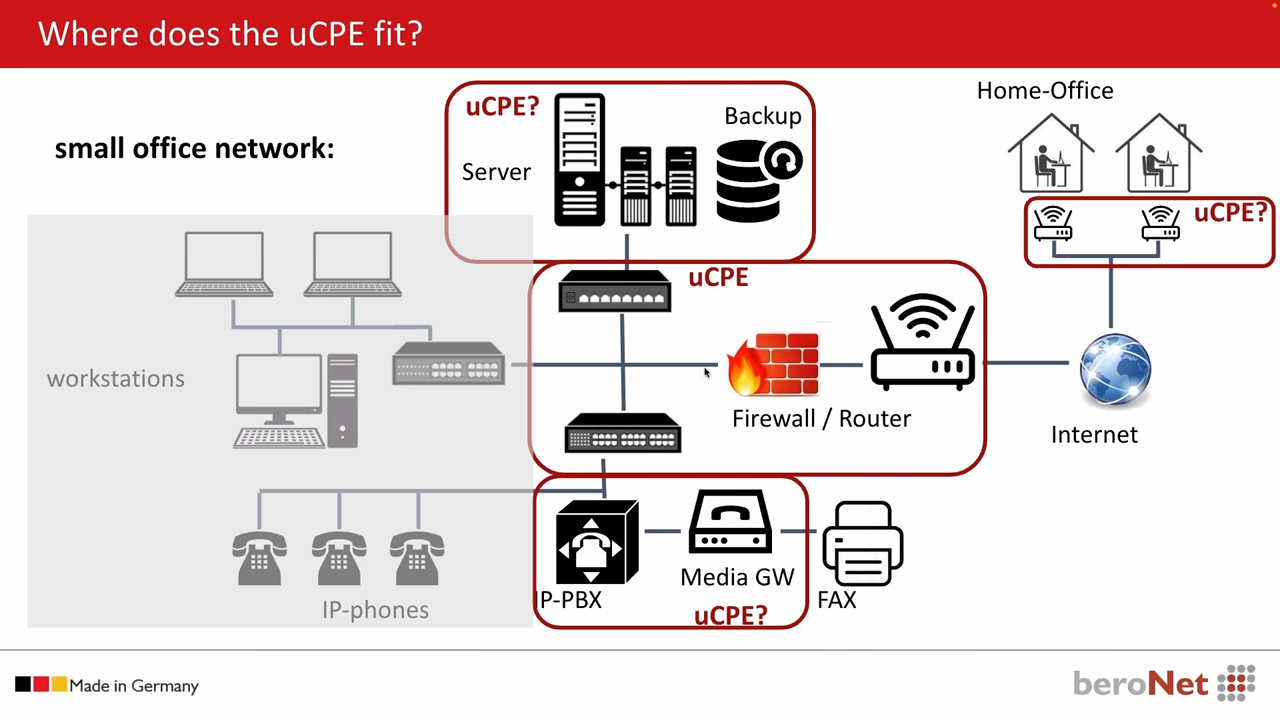 Where does the uCPE fit?
small office network:
uCPE?
Backup
Server
Home-Office
uCPE?
uCPE
workstations
Firewall / Router
Internet
IP-phones
IP-PBX
Media GW
uCPE?
FAX
Made in Germany
beroNet